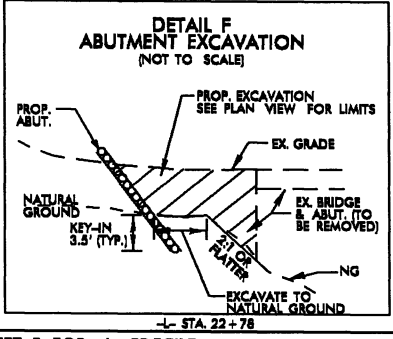 DETAIL F
ABUTMENT EXCAVATION
(NOT TO SCALE)
PROP. EXCAVATION
SEE PLAN VIEW FOR LIMITS
PROP.
ABUT.
EX. GRADE
NATURAL
GROUND
KEY-IN
3.5' (TYP.)
EX. BRIDGE
& ABUT. (TO
BE REMOVED)
2:1 OR
FLATTER
NG
EXCAVATE TO
NATURAL GROUND
-L- STA. 22+78